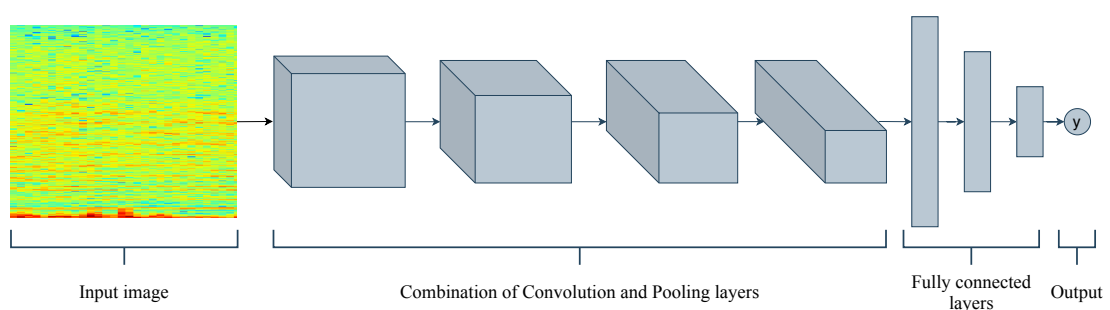 y
Input image
Combination of Convolution and Pooling layers
Fully connected
layers
Output